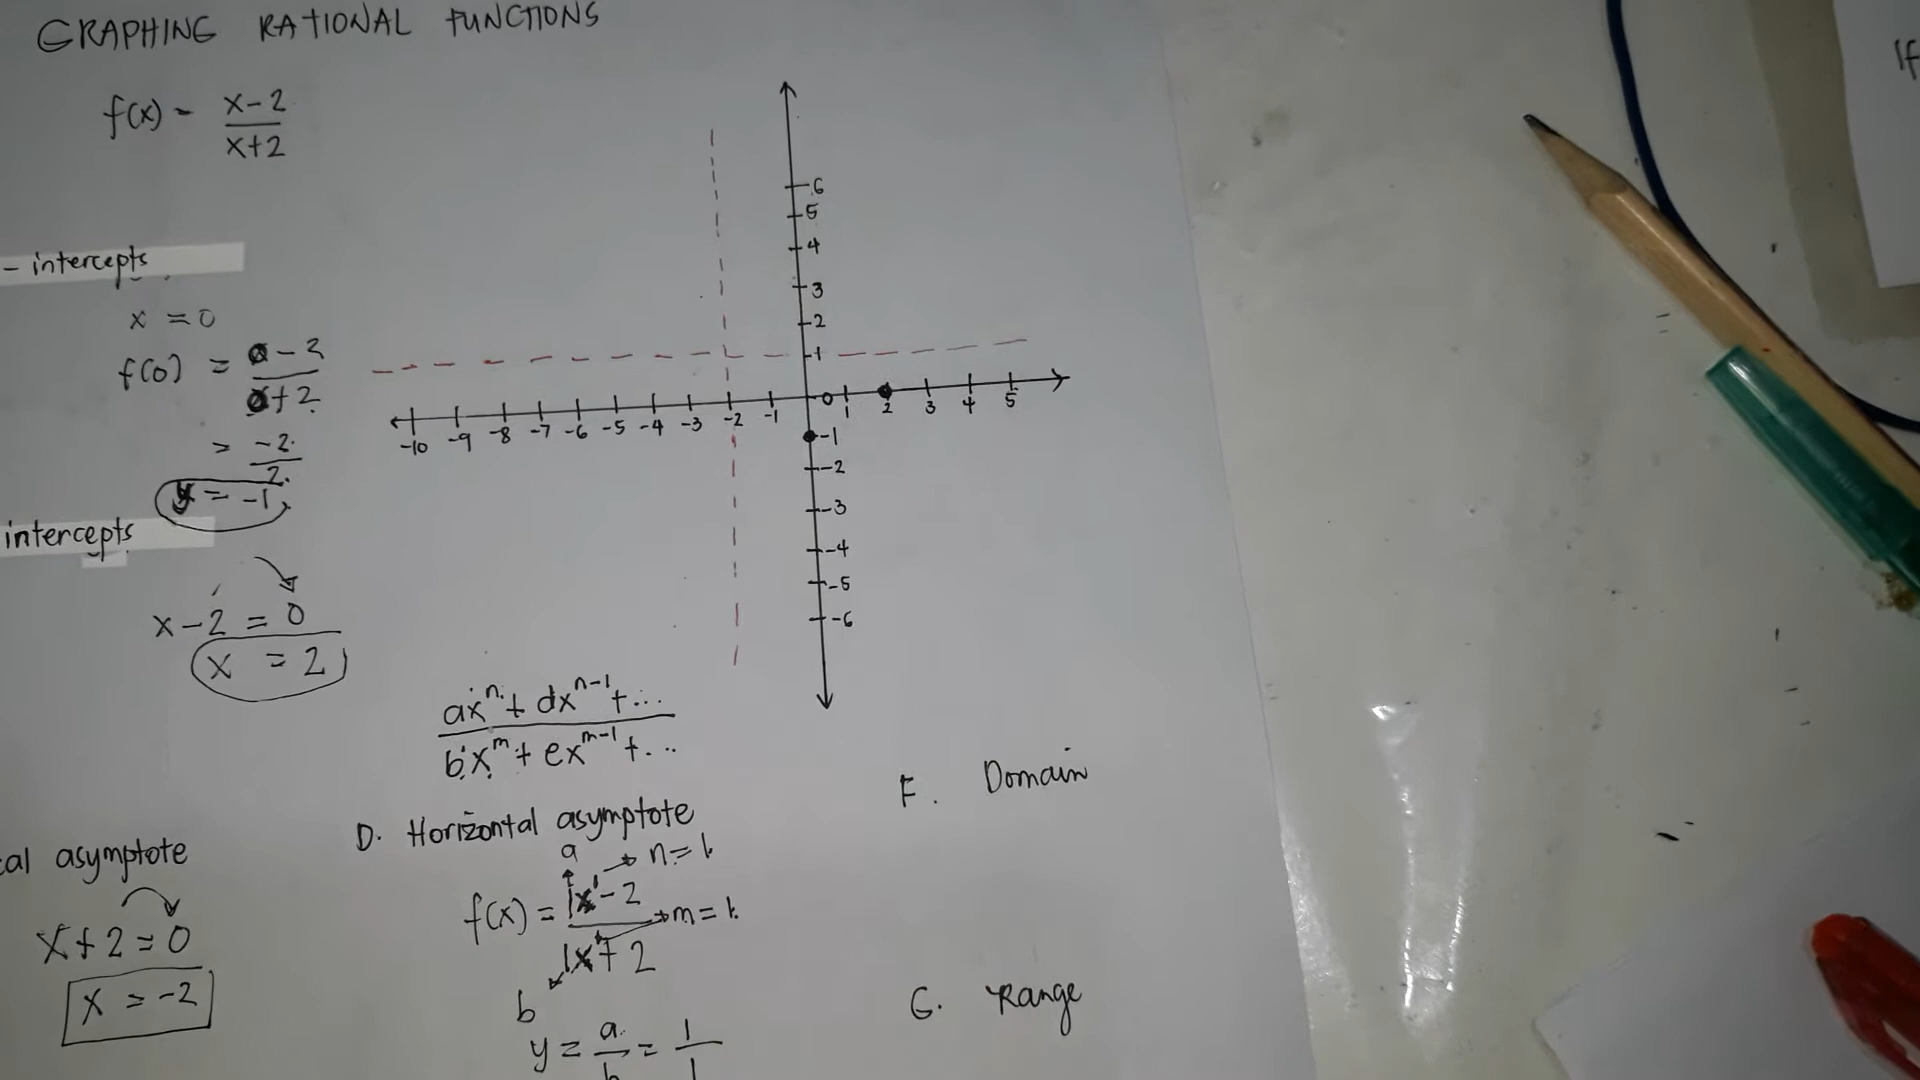 GRAPHING RATIONAL FUNCTIONS
f(x) = x-2
x+2
- intercepts
x = 0
f(0) = 0-2
0+2
= -2
2
y = -1
intercepts
x-2 = 0
x = 2
al asymptote
x+2=0
x = -2
6
5
4
3
2
1
-10 -9 -8 -7 -6 -5 -4 -3 -2 -1 0 1 2 3 4 5
-1
-2
-3
-4
-5
-6
axⁿ + dxⁿ⁻¹ + ...
bxᵐ + exᵐ⁻¹ + ...
D. Horizontal asymptote
a
n=1
f(x) = 1x¹-2
m=1
1x¹+2
b
y = a = 1
b 1
F. Domain
G. Range
If